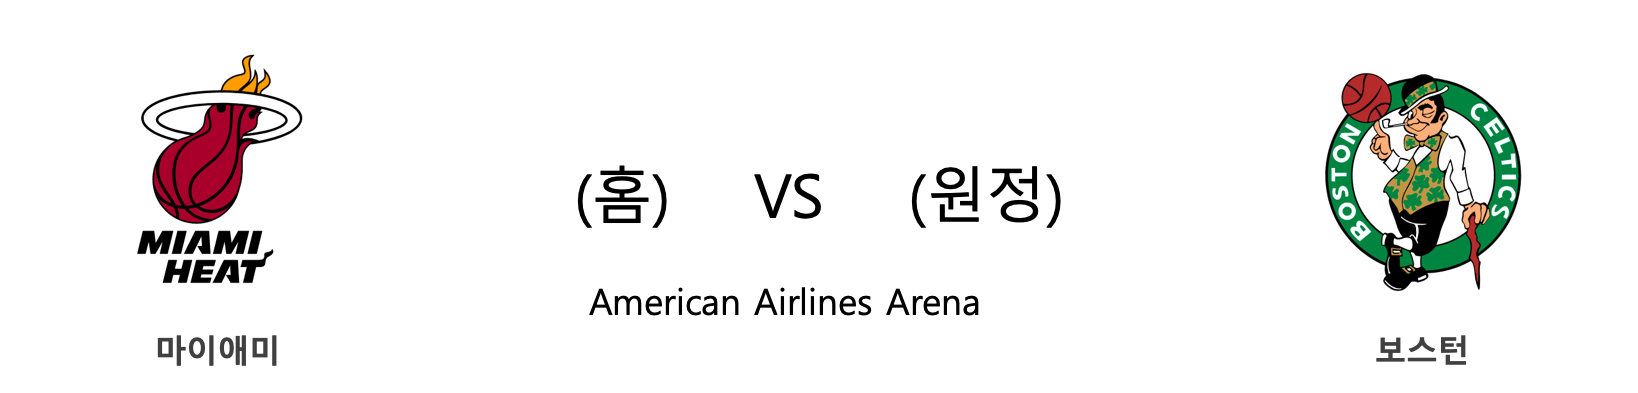 MIAMI
HEAT
마이애미
(홈) VS (원정)
American Airlines Arena
BOSTON CELTICS
보스턴